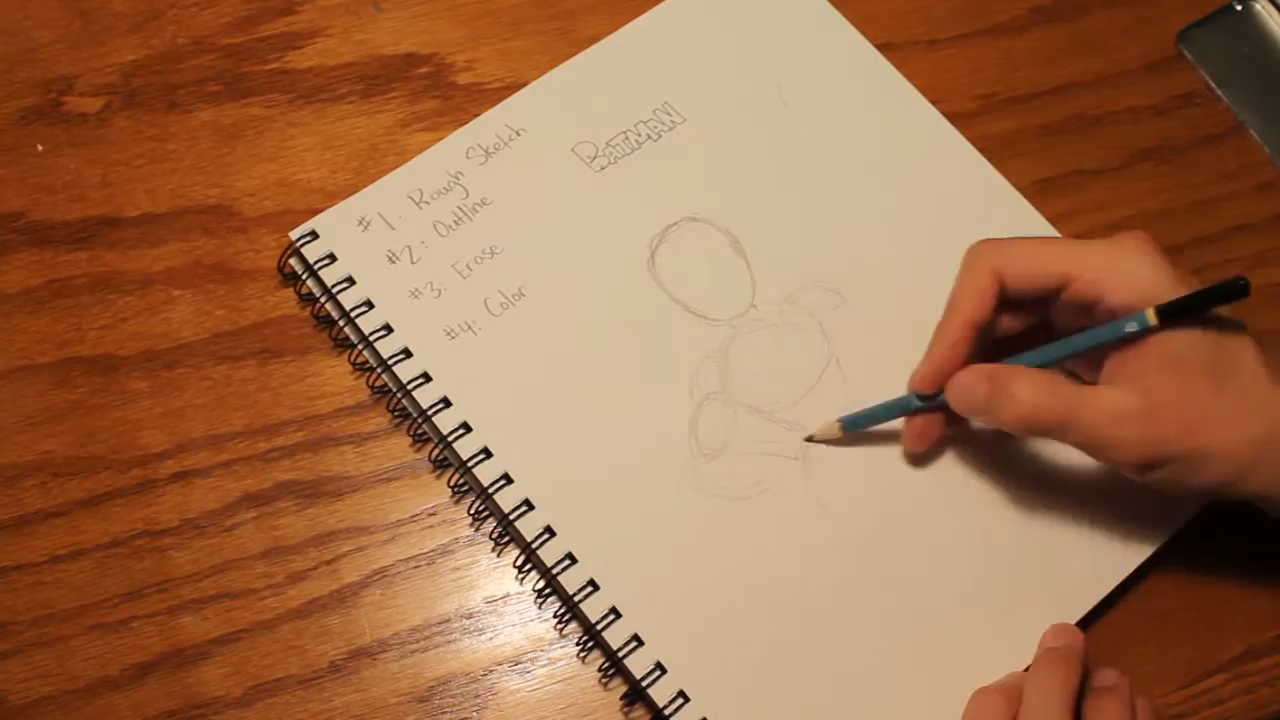 BATMAN
#1. Rough Sketch
#2: Outline
#3: Erase
#4: Color